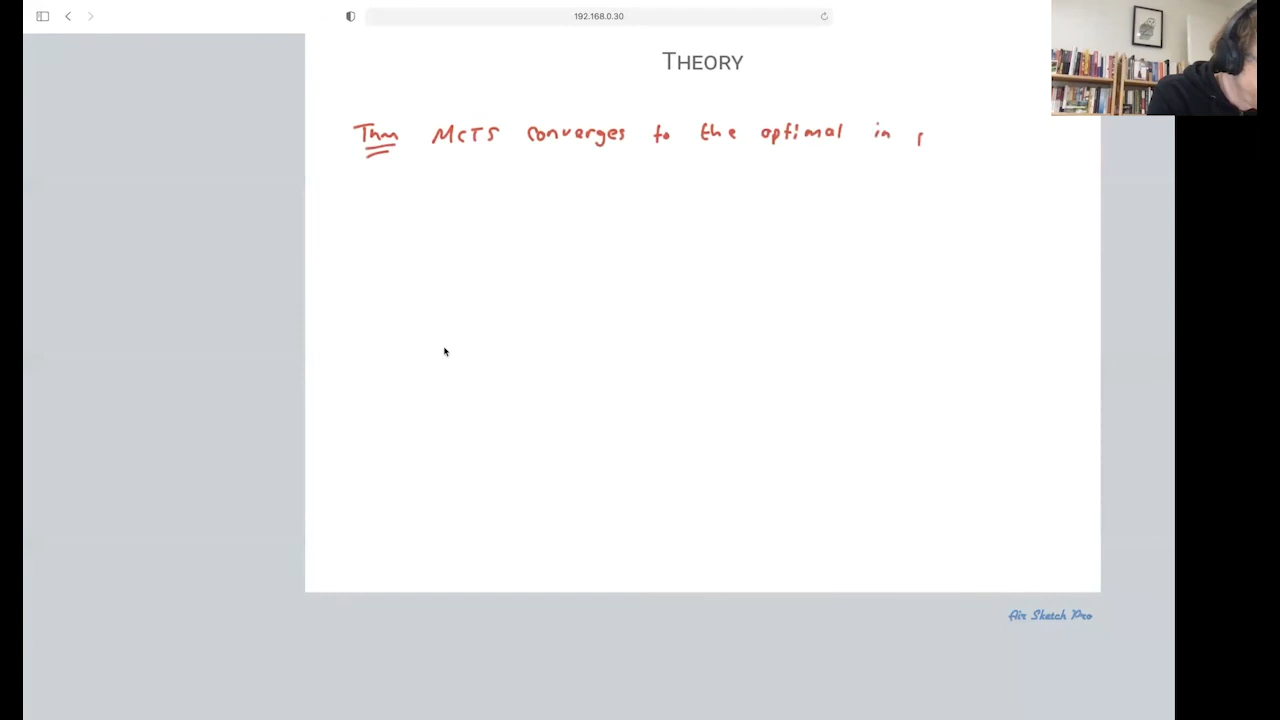 192.168.0.30
THEORY
Thm MCTS converges to the optimal in
Air Sketch Pro